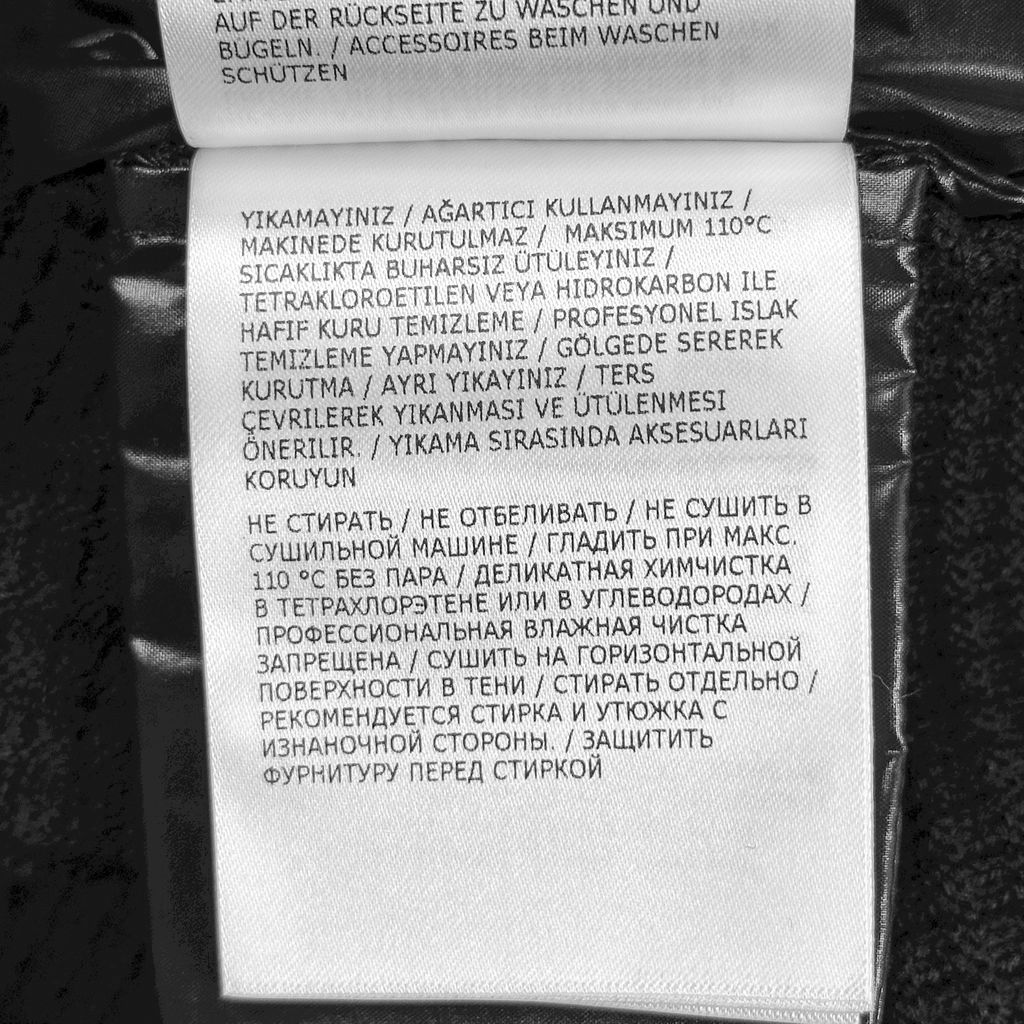 AUF DER RÜCKSEITE ZU WASCHEN UND
BÜGELN. / ACCESSOIRES BEIM WASCHEN
SCHÜTZEN
YIKAMAYINIZ / AĞARTICI KULLANMAYINIZ /
MAKINEDE KURUTULMAZ / MAKSIMUM 110°C
SICAKLIKTA BUHARSIZ ÜTÜLEYINIZ /
TETRAKLOROETILEN VEYA HIDROKARBON ILE
HAFIF KURU TEMIZLEME / PROFESYONEL ISLAK
TEMIZLEME YAPMAYINIZ / GÖLGEDE SEREREK
KURUTMA / AYRI YIKAYINIZ / TERS
ÇEVRILEREK YIKANMASI VE ÜTÜLENMESI
ÖNERILIR. / YIKAMA SIRASINDA AKSESUARLARI
KORUYUN
НЕ СТИРАТЬ / НЕ ОТБЕЛИВАТЬ / НЕ СУШИТЬ В
СУШИЛЬНОЙ МАШИНЕ / ГЛАДИТЬ ПРИ МАКС.
110 °C БЕЗ ПАРА / ДЕЛИКАТНАЯ ХИМЧИСТКА
В ТЕТРАХЛОРЭТЕНЕ ИЛИ В УГЛЕВОДОРОДАХ /
ПРОФЕССИОНАЛЬНАЯ ВЛАЖНАЯ ЧИСТКА
ЗАПРЕЩЕНА / СУШИТЬ НА ГОРИЗОНТАЛЬНОЙ
ПОВЕРХНОСТИ В ТЕНИ / СТИРАТЬ ОТДЕЛЬНО /
РЕКОМЕНДУЕТСЯ СТИРКА И УТЮЖКА С
ИЗНАНОЧНОЙ СТОРОНЫ. / ЗАЩИТИТЬ
ФУРНИТУРУ ПЕРЕД СТИРКОЙ